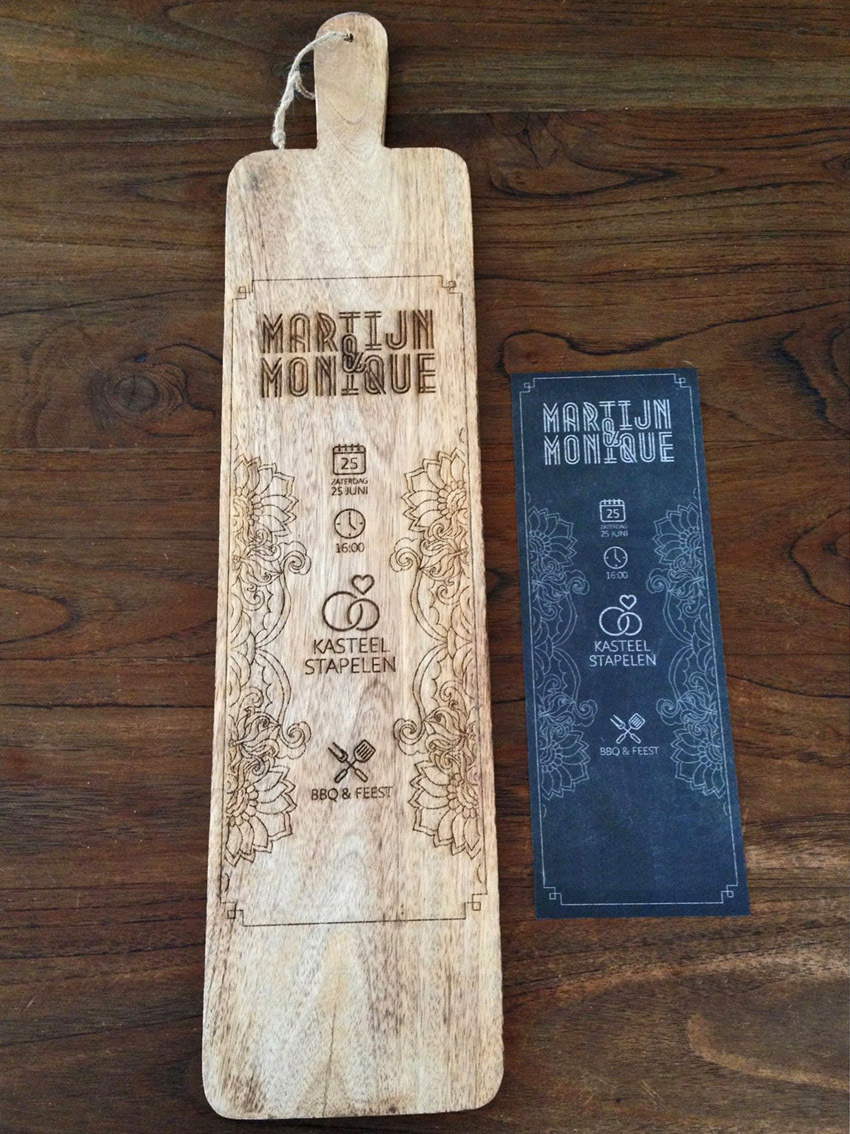 MARTIJN
&
MONIQUE
25
ZATERDAG
25 JUNI
16:00
KASTEEL
STAPELEN
BBQ & FEEST
MARTIJN
&
MONIQUE
25
ZATERDAG
25 JUNI
16:00
KASTEEL
STAPELEN
BBQ & FEEST